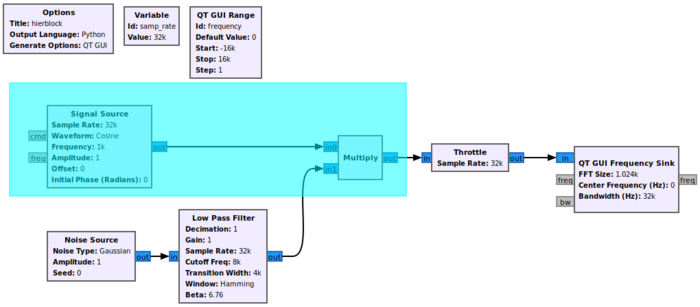 Options
Title: hierblock
Output Language: Python
Generate Options: QT GUI
Variable
Id: samp_rate
Value: 32k
QT GUI Range
Id: frequency
Default Value: 0
Start: -16k
Stop: 16k
Step: 1
Signal Source
Sample Rate: 32k
Waveform: Cosine
Frequency: 1k
Amplitude: 1
Offset: 0
Initial Phase (Radians): 0
cmd
freq
out
in0
in1
Multiply
out
in
Throttle
Sample Rate: 32k
out
in
freq
bw
QT GUI Frequency Sink
FFT Size: 1.024k
Center Frequency (Hz): 0
Bandwidth (Hz): 32k
freq
Noise Source
Noise Type: Gaussian
Amplitude: 1
Seed: 0
out
in
Low Pass Filter
Decimation: 1
Gain: 1
Sample Rate: 32k
Cutoff Freq: 8k
Transition Width: 4k
Window: Hamming
Beta: 6.76
out